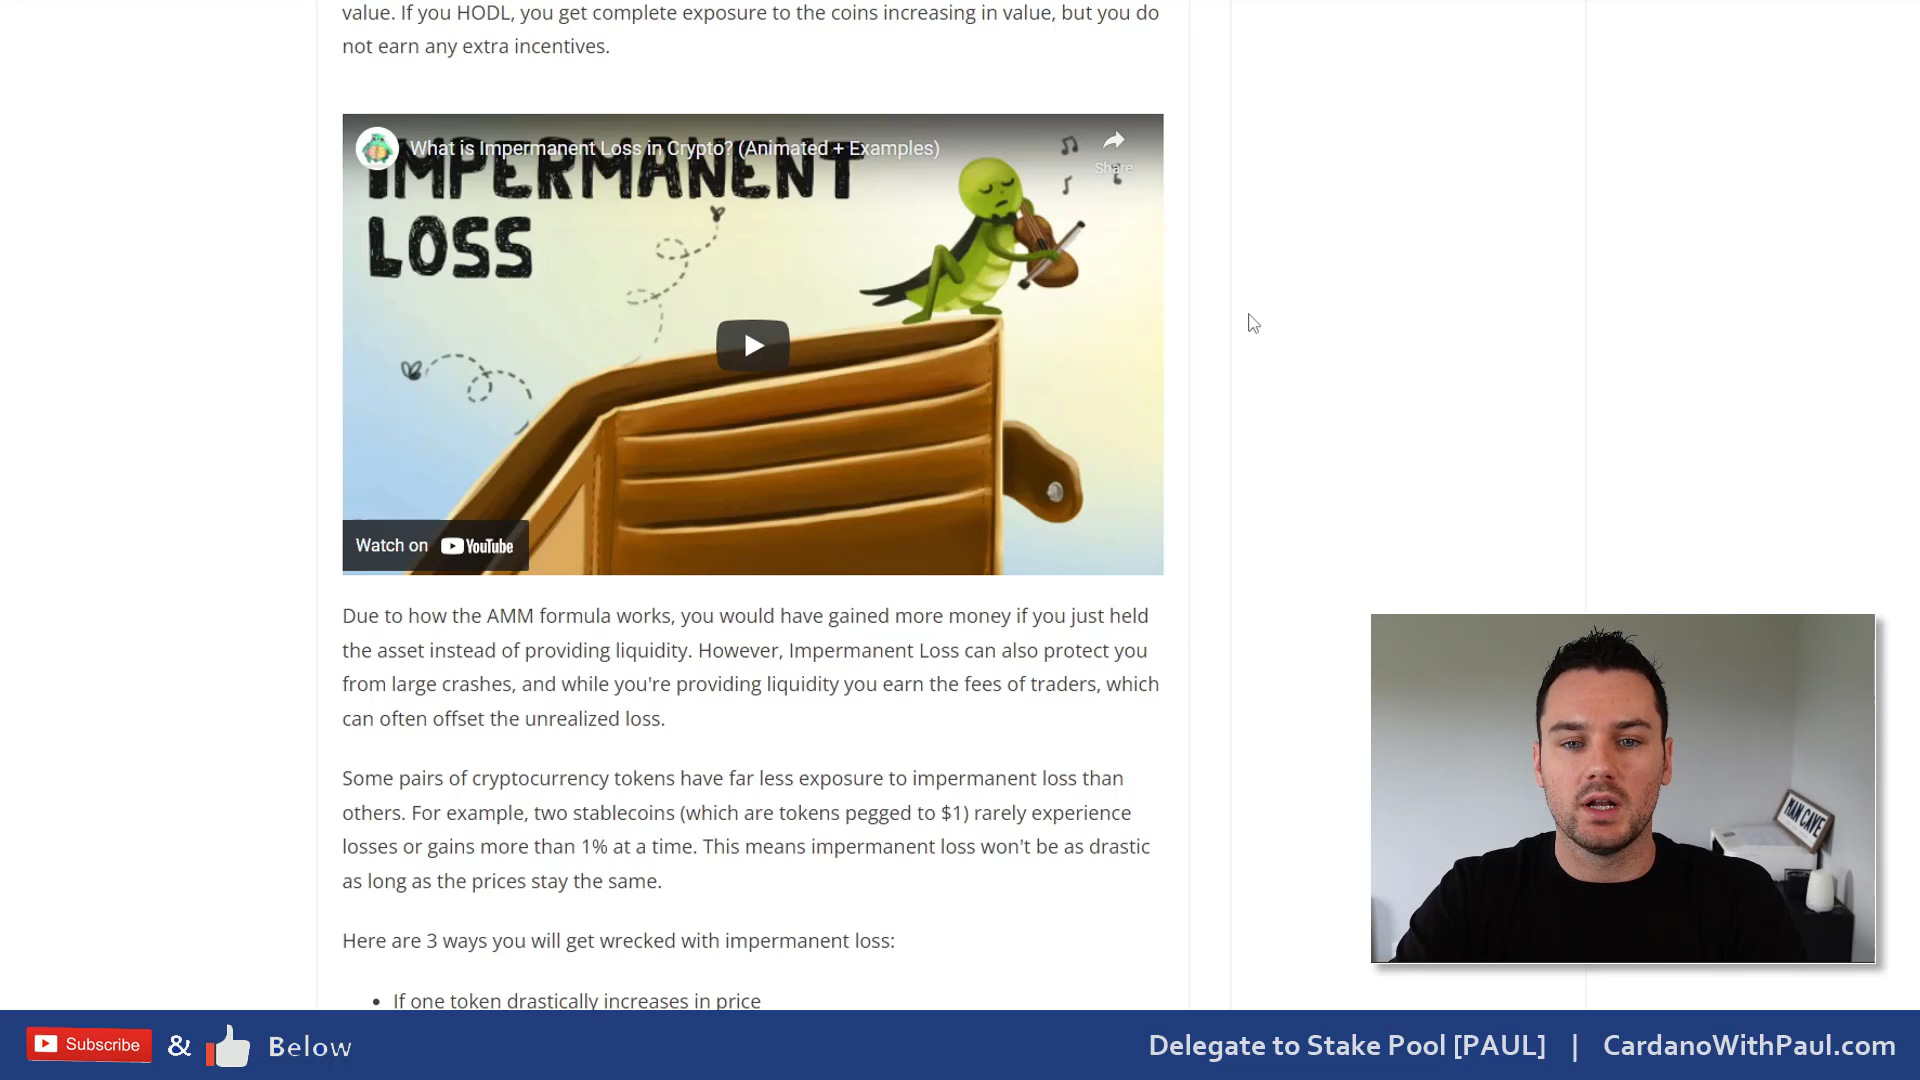 value. If you HODL, you get complete exposure to the coins increasing in value, but you do
not earn any extra incentives.
What is Impermanent Loss in Crypto? (Animated + Examples)
Share
IMPERMANENT
LOSS
Watch on YouTube
Due to how the AMM formula works, you would have gained more money if you just held
the asset instead of providing liquidity. However, Impermanent Loss can also protect you
from large crashes, and while you're providing liquidity you earn the fees of traders, which
can often offset the unrealized loss.
Some pairs of cryptocurrency tokens have far less exposure to impermanent loss than
others. For example, two stablecoins (which are tokens pegged to $1) rarely experience
losses or gains more than 1% at a time. This means impermanent loss won't be as drastic
as long as the prices stay the same.
Here are 3 ways you will get wrecked with impermanent loss:
• If one token drastically increases in price
MAN CAVE
Subscribe & Below
Delegate to Stake Pool [PAUL] | CardanoWithPaul.com